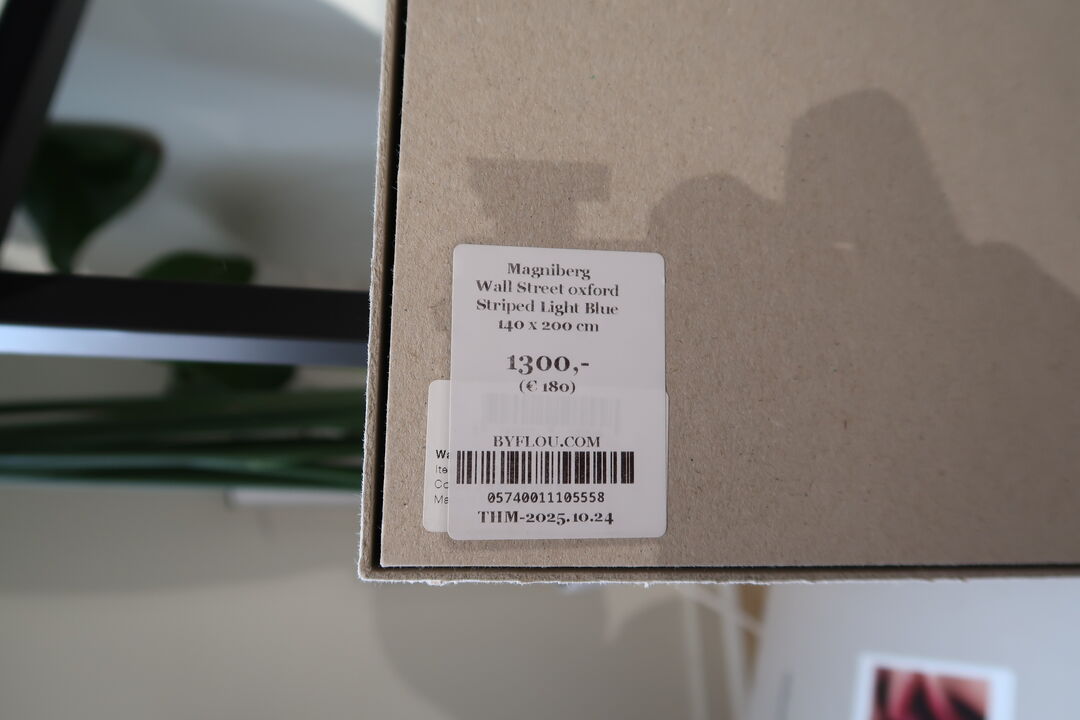 Magniberg
Wall Street oxford
Striped Light Blue
140 x 200 cm
1300,-
(€ 180)
BYFLOU.COM
05740011105558
THM-2025.10.24